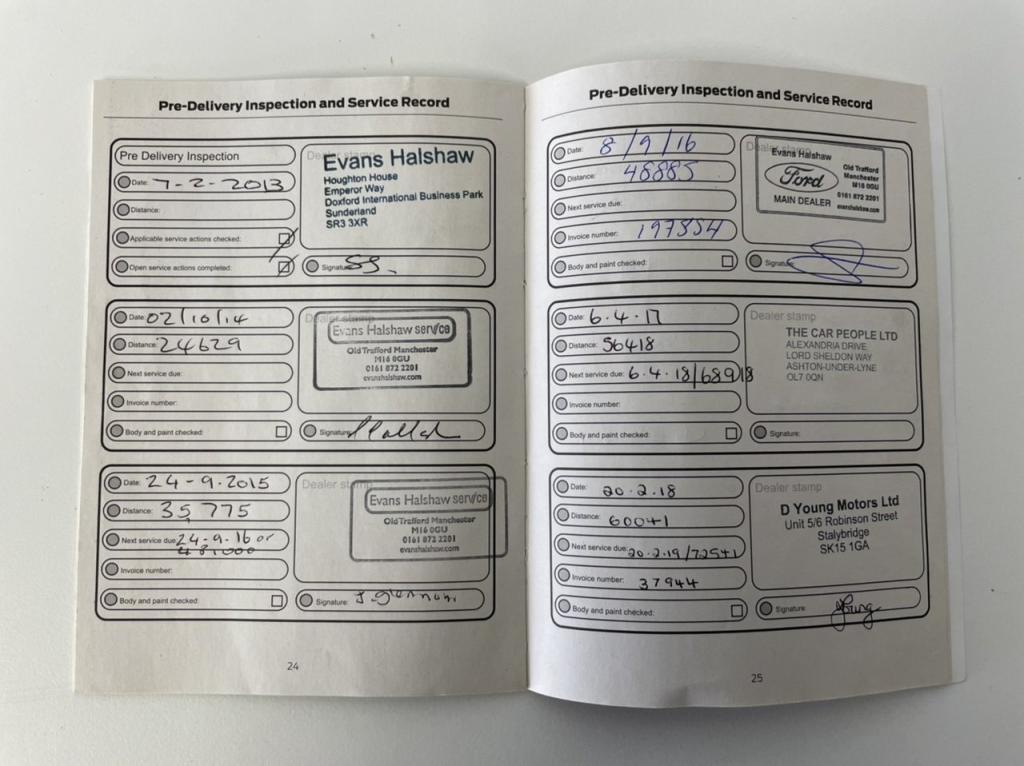 Pre-Delivery Inspection and Service Record
Pre Delivery Inspection
Date: 7-2-2013
Distance:
Applicable service actions checked:
Open service actions completed:
Dealer stamp
Evans Halshaw
Houghton House
Emperor Way
Doxford International Business Park
Sunderland
SR3 3XR
Signature: SS.
Date: 02/10/14
Distance: 24629
Next service due:
Invoice number:
Body and paint checked:
Dealer stamp
Evans Halshaw service
Old Trafford Manchester
M16 0GU
0161 872 2201
evanshalshaw.com
Signature:
Date: 24-9.2015
Distance: 35,775
Next service due: 24-9.16 or
48,000
Invoice number:
Body and paint checked:
Dealer stamp
Evans Halshaw service
Old Trafford Manchester
M16 0GU
0161 872 2201
evanshalshaw.com
Signature:
24
Pre-Delivery Inspection and Service Record
Date: 8/9/16
Distance: 48885
Next service due:
Invoice number: 197854
Body and paint checked:
Dealer stamp
Evans Halshaw
Ford
MAIN DEALER
Old Trafford
Manchester
M16 0GU
0161 872 2201
evanshalshaw.com
Signature:
Date: 6.4.17
Distance: 56418
Next service due: 6.4.18/68918
Invoice number:
Body and paint checked:
Dealer stamp
THE CAR PEOPLE LTD
ALEXANDRIA DRIVE
LORD SHELDON WAY
ASHTON-UNDER-LYNE
OL7 0QN
Signature:
Date: 20.2.18
Distance: 60041
Next service due: 20.2.19/72541
Invoice number: 37944
Body and paint checked:
Dealer stamp
D Young Motors Ltd
Unit 5/6 Robinson Street
Stalybridge
SK15 1GA
Signature:
25